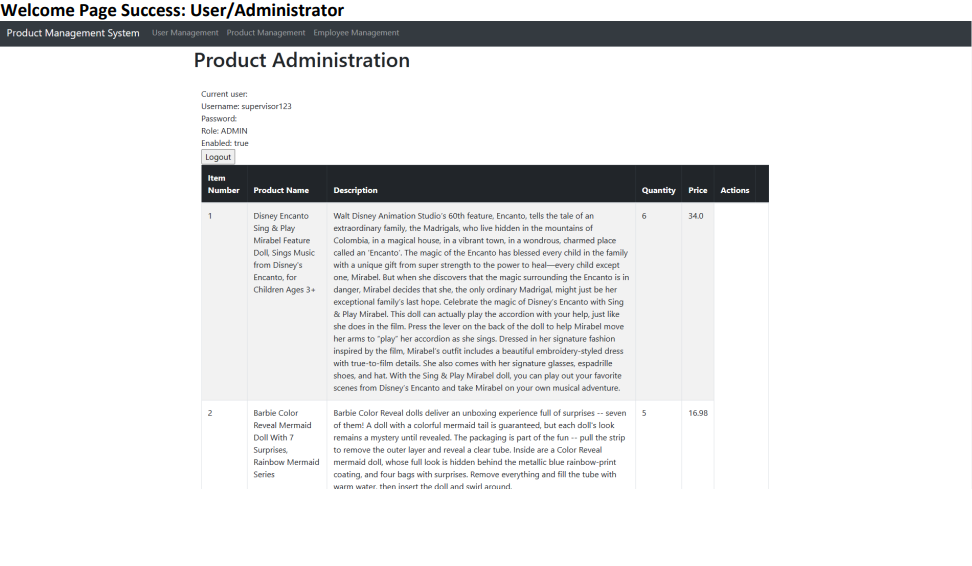 Welcome Page Success: User/Administrator
Product Management System User Management Product Management Employee Management
Product Administration
Current user:
Username: supervisor123
Password:
Role: ADMIN
Enabled: true
Logout
Item Number Product Name Description Quantity Price Actions
1
Disney Encanto
Sing & Play
Mirabel Feature
Doll, Sings Music
from Disney's
Encanto, for
Children Ages 3+
Walt Disney Animation Studio's 60th feature, Encanto, tells the tale of an
extraordinary family, the Madrigals, who live hidden in the mountains of
Colombia, in a magical house, in a vibrant town, in a wondrous, charmed place
called an 'Encanto'. The magic of the Encanto has blessed every child in the family
with a unique gift from super strength to the power to heal—every child except
one, Mirabel. But when she discovers that the magic surrounding the Encanto is in
danger, Mirabel decides that she, the only ordinary Madrigal, might just be her
exceptional family's last hope. Celebrate the magic of Disney's Encanto with Sing
& Play Mirabel. This doll can actually play the accordion with your help, just like
she does in the film. Press the lever on the back of the doll to help Mirabel move
her arms to "play" her accordion as she sings. Dressed in her signature fashion
inspired by the film, Mirabel's outfit includes a beautiful embroidery-styled dress
with true-to-film details. She also comes with her signature glasses, espadrille
shoes, and hat. With the Sing & Play Mirabel doll, you can play out your favorite
scenes from Disney's Encanto and take Mirabel on your own musical adventure.
6
34.0
2
Barbie Color
Reveal Mermaid
Doll With 7
Surprises,
Rainbow Mermaid
Series
Barbie Color Reveal dolls deliver an unboxing experience full of surprises -- seven
of them! A doll with a colorful mermaid tail is guaranteed, but each doll's look
remains a mystery until revealed. The packaging is part of the fun -- pull the strip
to remove the outer layer and reveal a clear tube. Inside are a Color Reveal
mermaid doll, whose full look is hidden behind the metallic blue rainbow-print
coating, and four bags with surprises. Remove everything and fill the tube with
warm water, then insert the doll and swirl around.
5
16.98